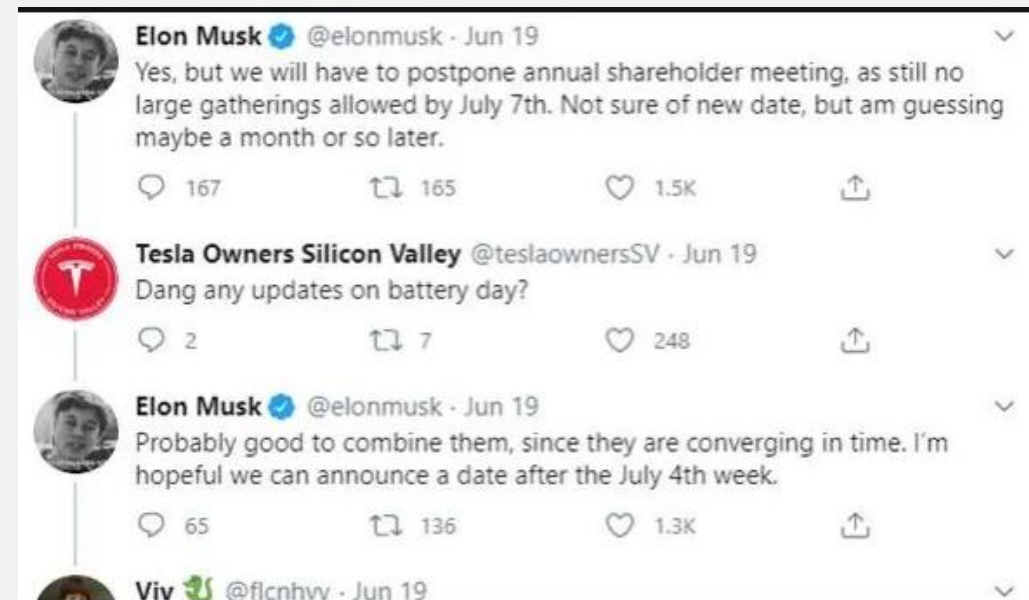 Elon Musk @elonmusk · Jun 19
Yes, but we will have to postpone annual shareholder meeting, as still no
large gatherings allowed by July 7th. Not sure of new date, but am guessing
maybe a month or so later.
167 165 1.5K
Tesla Owners Silicon Valley @teslaownersSV · Jun 19
Dang any updates on battery day?
2 7 248
Elon Musk @elonmusk · Jun 19
Probably good to combine them, since they are converging in time. I'm
hopeful we can announce a date after the July 4th week.
65 136 1.3K
Viv @flcnhvy · Jun 19